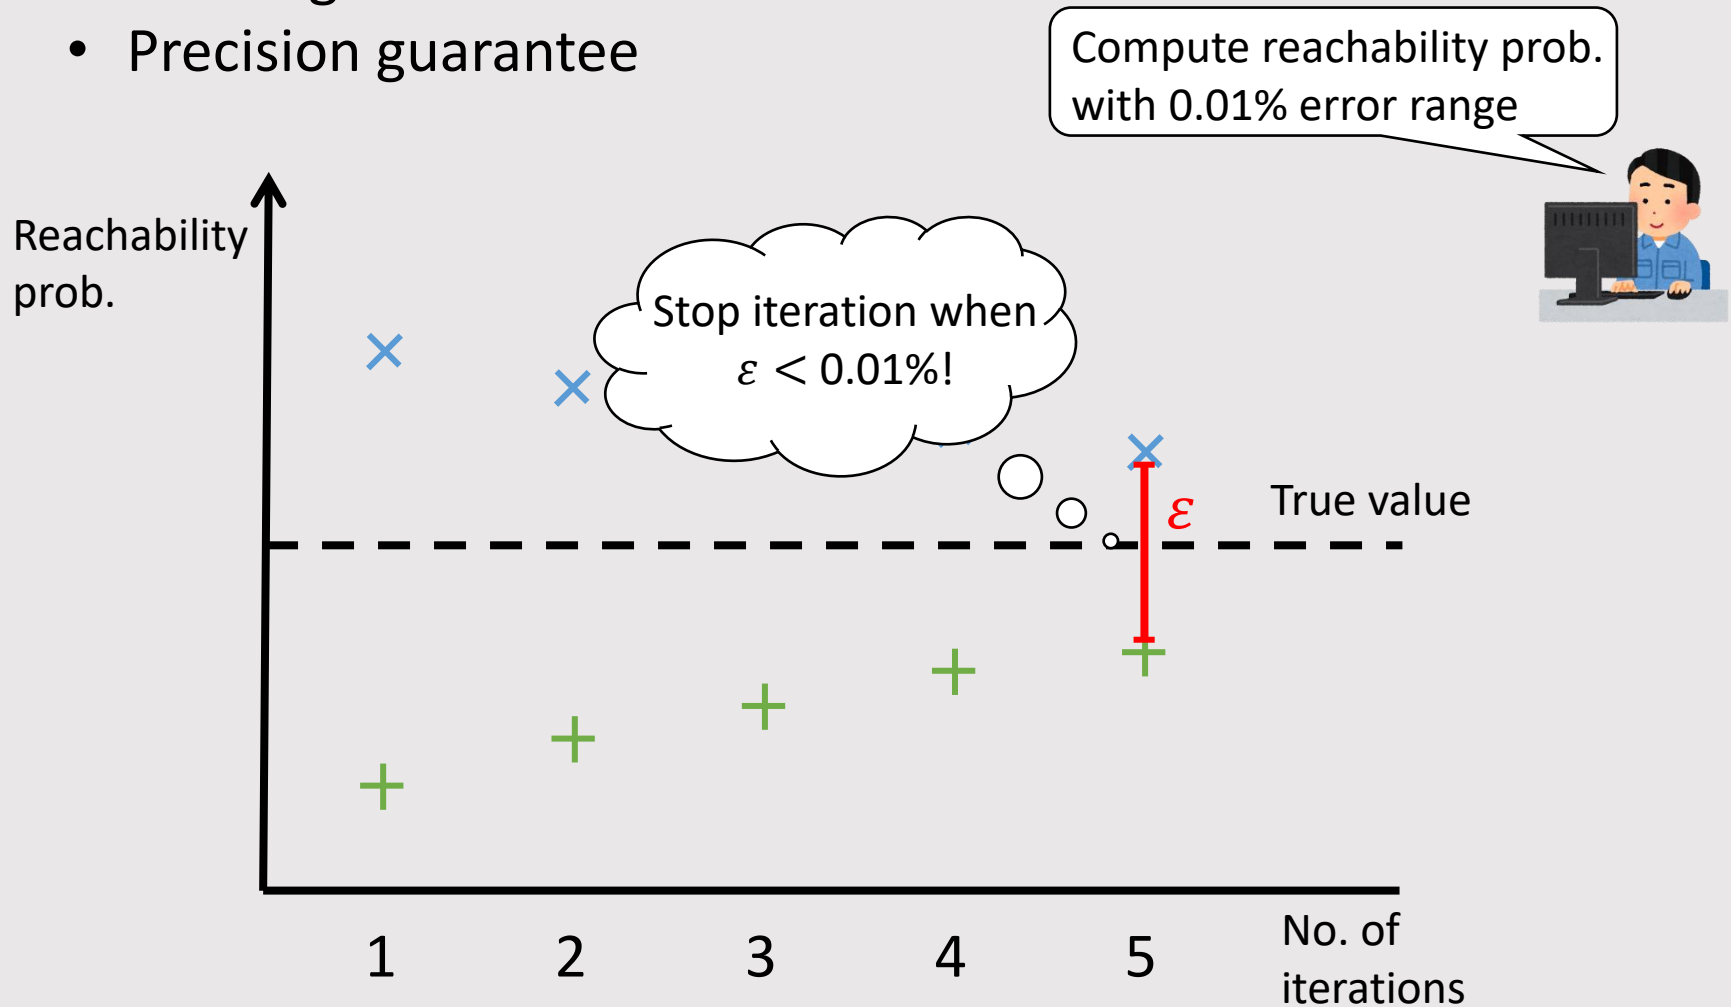 • Precision guarantee
Compute reachability prob.
with 0.01% error range
Reachability
prob.
Stop iteration when
ε < 0.01%!
ε
True value
1 2 3 4 5
No. of
iterations